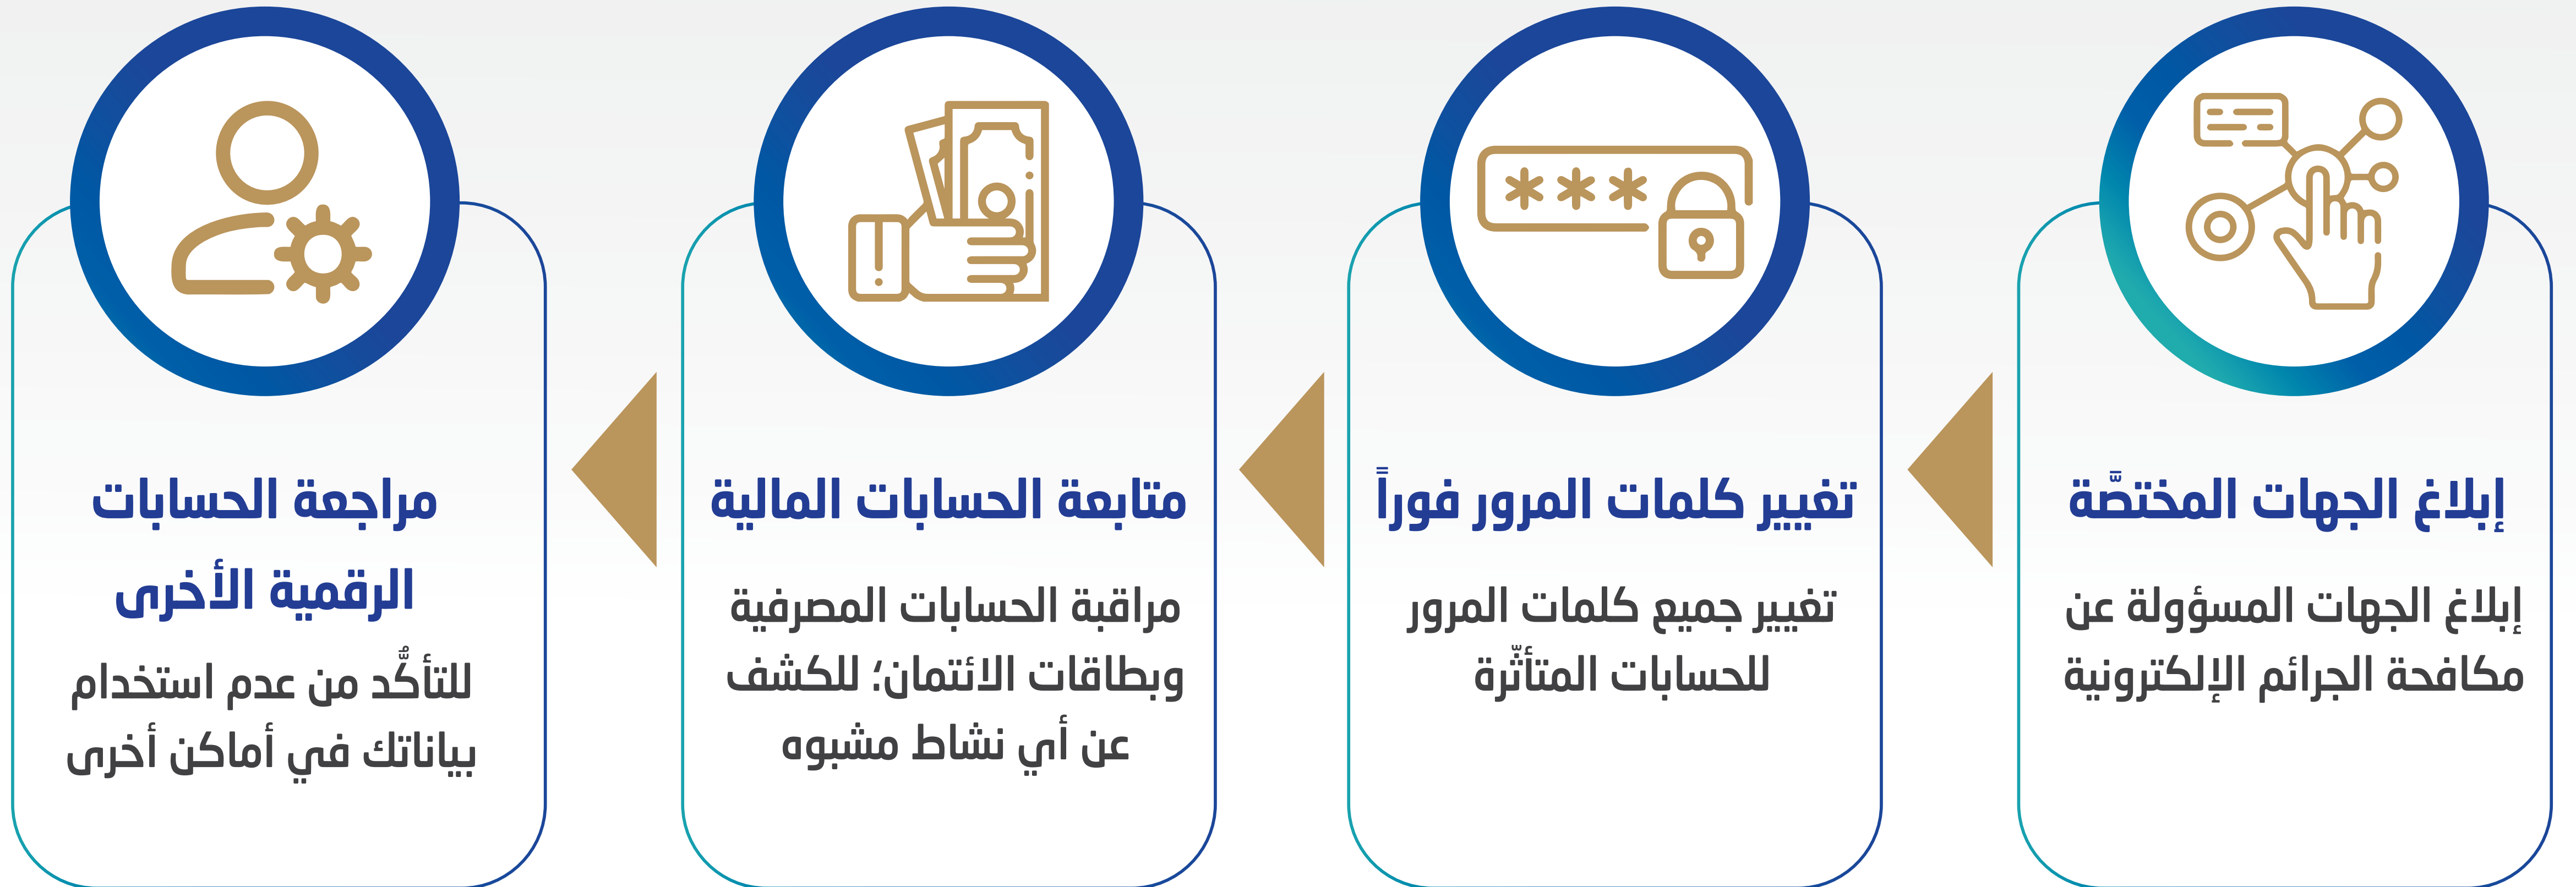 إبلاغ الجهات المختصَّة
إبلاغ الجهات المسؤولة عن
مكافحة الجرائم الإلكترونية
تغيير كلمات المرور فوراً
تغيير جميع كلمات المرور
للحسابات المتأثّرة
متابعة الحسابات المالية
مراقبة الحسابات المصرفية
وبطاقات الائتمان؛ للكشف
عن أي نشاط مشبوه
مراجعة الحسابات
الرقمية الأخرى
للتأكُّد من عدم استخدام
بياناتك في أماكن أخرى